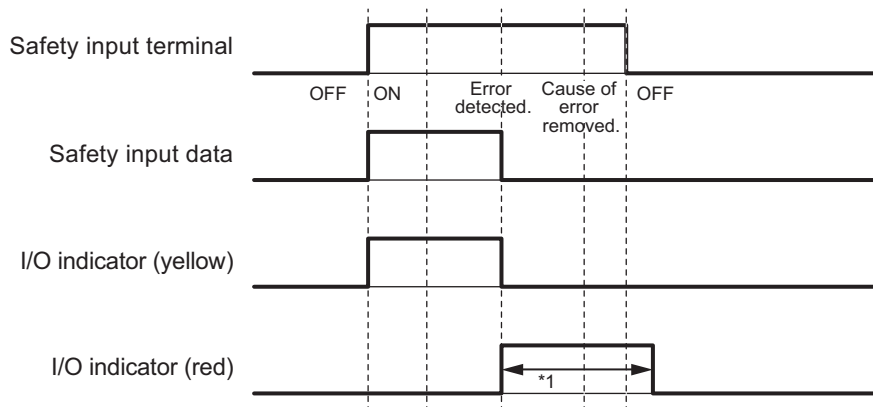 Safety input terminal
OFF ON Error detected. Cause of error removed. OFF
Safety input data
I/O indicator (yellow)
I/O indicator (red)
*1